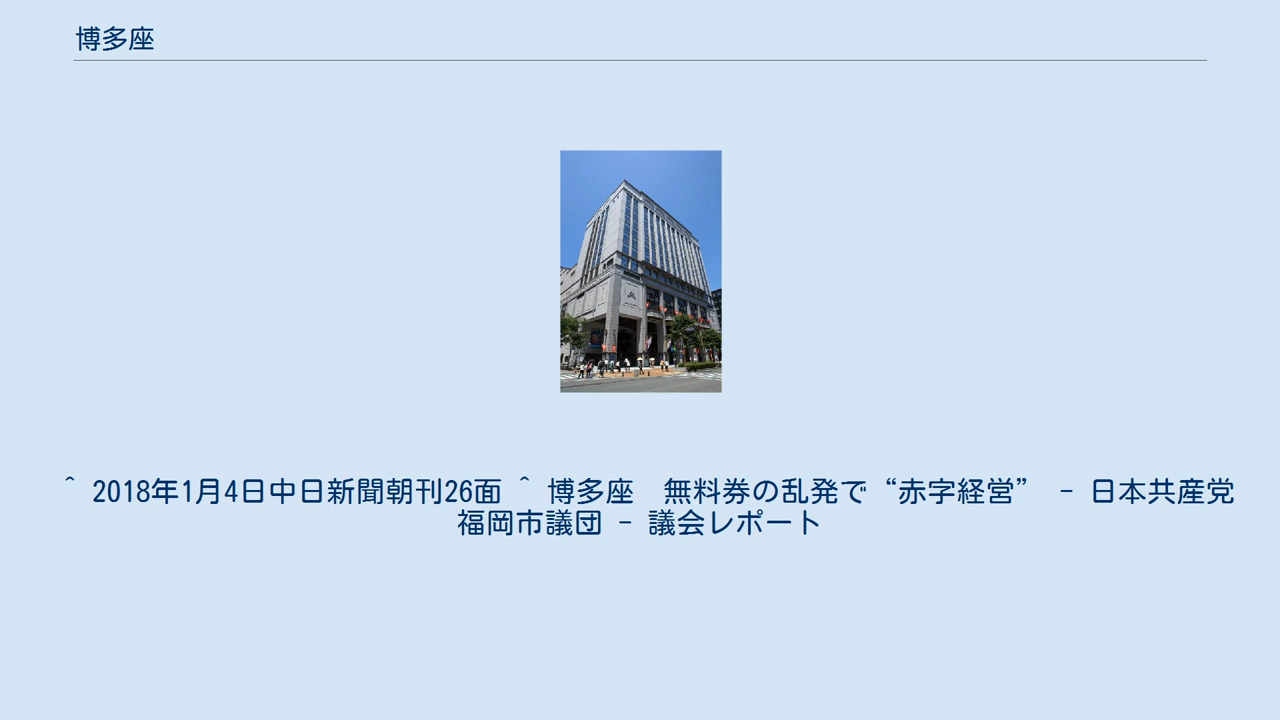 博多座
^ 2018年1月4日中日新聞朝刊26面 ^ 博多座　無料券の乱発で“赤字経営” - 日本共産党
福岡市議団 - 議会レポート